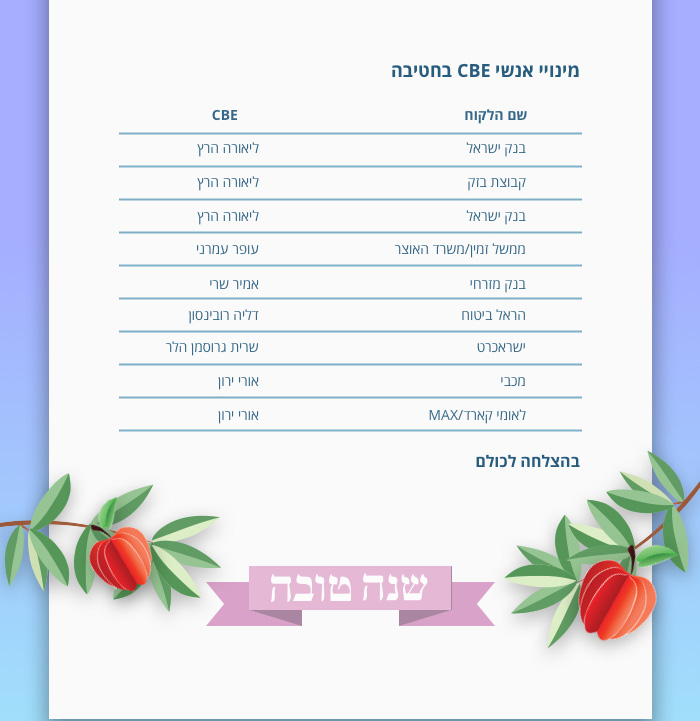 מינויי אנשי CBE בחטיבה
שם הלקוח CBE
בנק ישראל ליאורה הרץ
קבוצת בזק ליאורה הרץ
בנק ישראל ליאורה הרץ
ממשל זמין/משרד האוצר עופר עמרני
בנק מזרחי אמיר שרי
הראל ביטוח דליה רובינסון
ישראכרט שרית גרוסמן הלר
מכבי אורי ירון
לאומי קארד/MAX אורי ירון
בהצלחה לכולם
שנה טובה